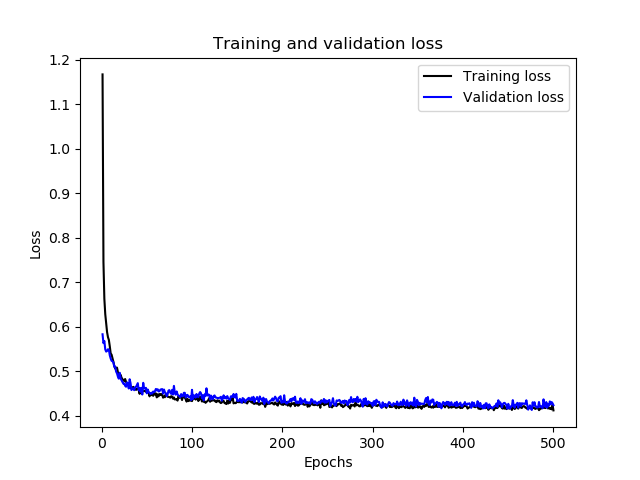 Training and validation loss
Training loss
Validation loss
1.2
1.1
1.0
0.9
0.8
0.7
0.6
0.5
0.4
Loss
0 100 200 300 400 500
Epochs